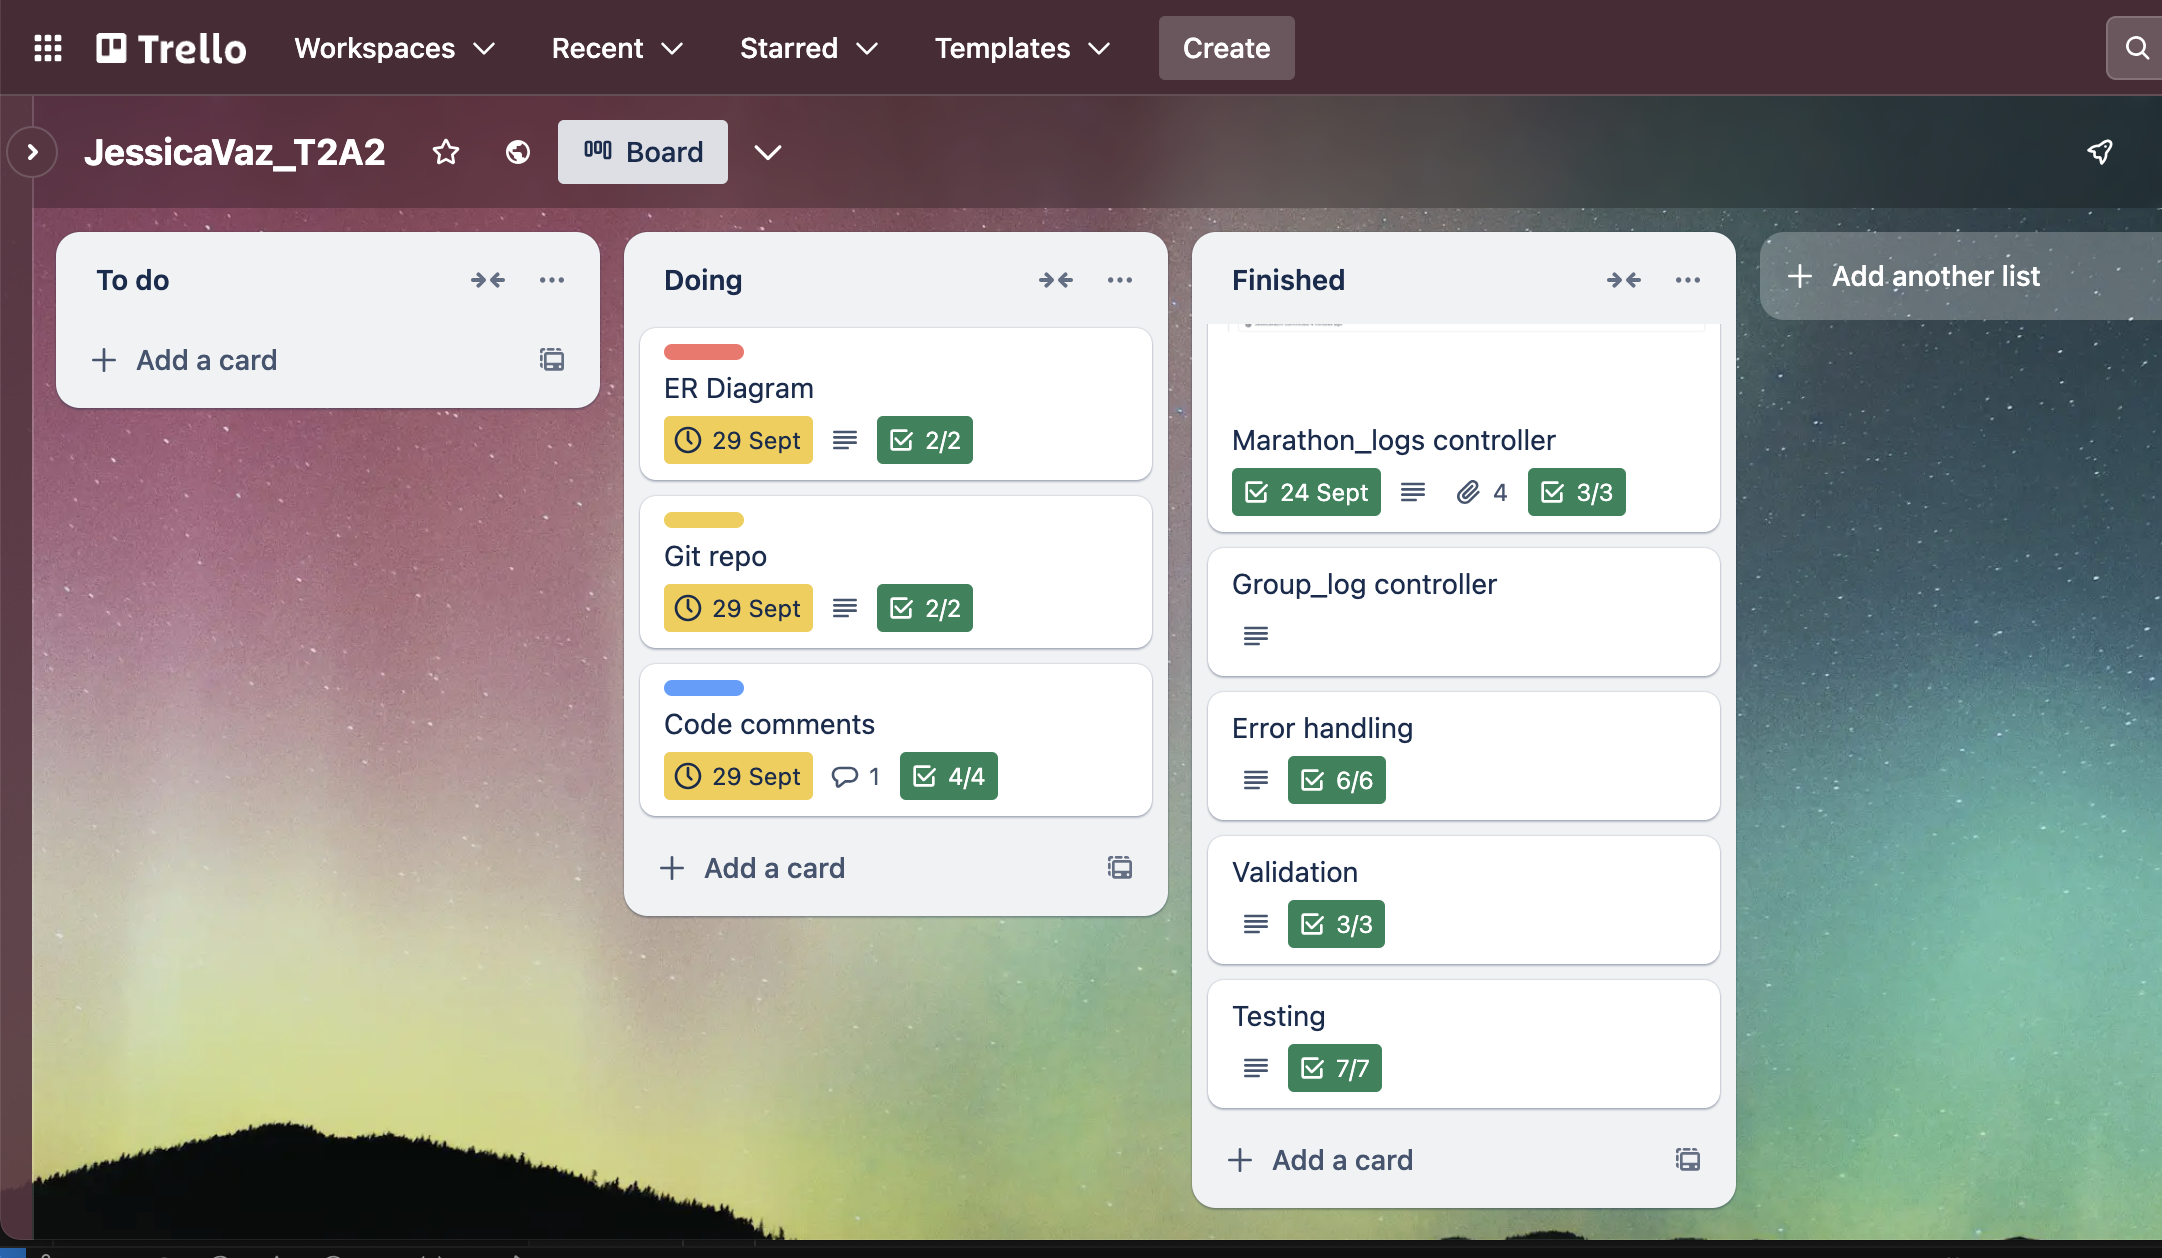 Trello
Workspaces
Recent
Starred
Templates
Create
JessicaVaz_T2A2
Board
To do
Add a card
Doing
ER Diagram
29 Sept
2/2
Git repo
29 Sept
2/2
Code comments
29 Sept
1
4/4
Add a card
Finished
Marathon_logs controller
24 Sept
4
3/3
Group_log controller
Error handling
6/6
Validation
3/3
Testing
7/7
Add a card
Add another list